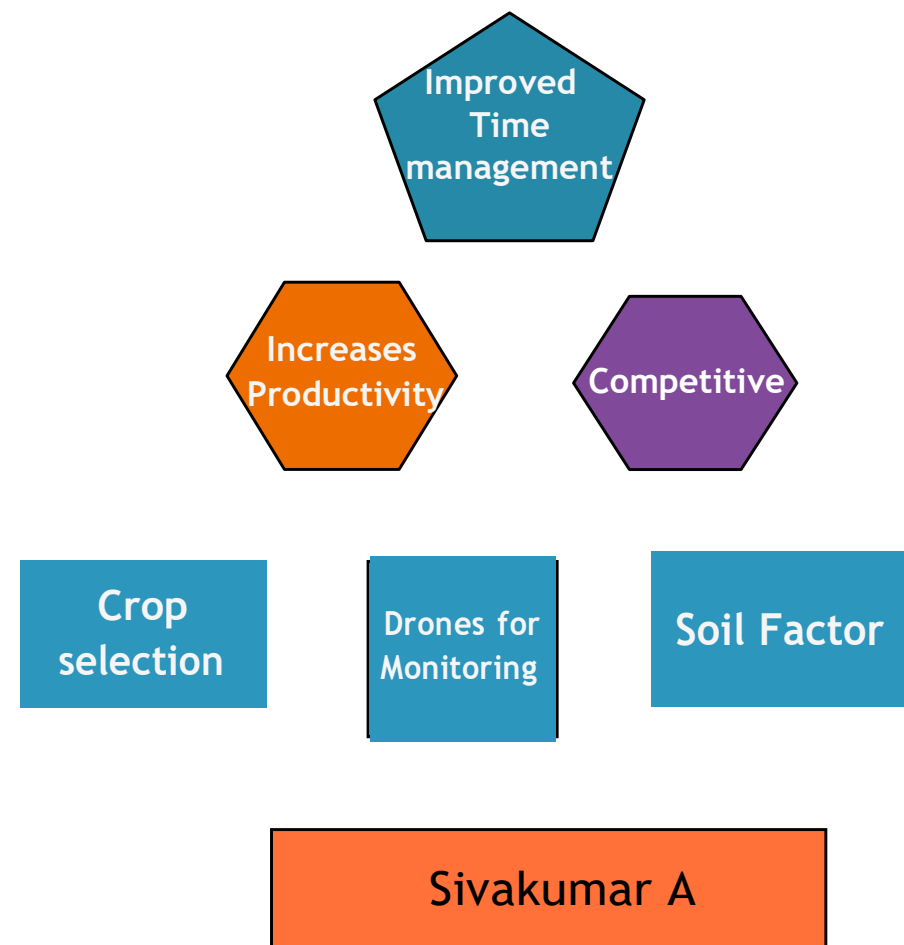 Improved
Time
management
Increases
Productivity
Competitive
Crop
selection
Drones for
Monitoring
Soil Factor
Sivakumar A